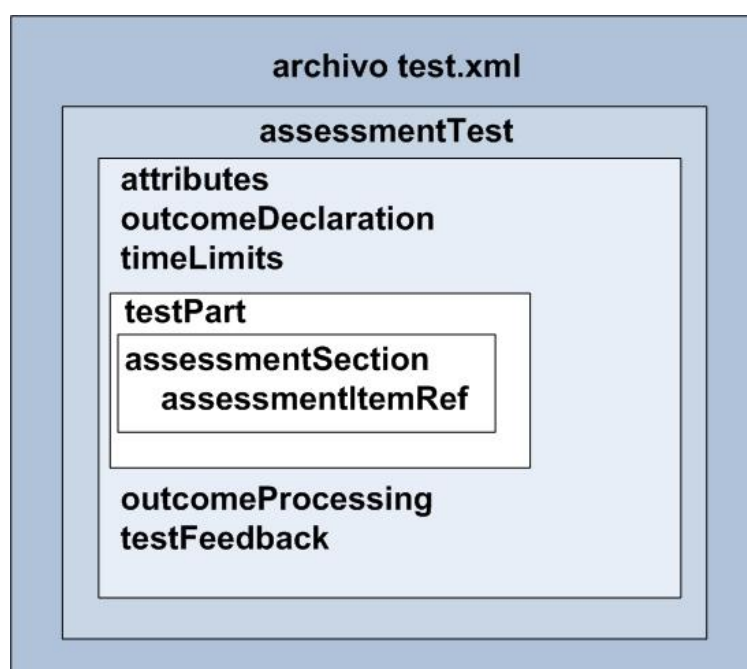 archivo test.xml
assessmentTest
attributes
outcomeDeclaration
timeLimits
testPart
assessmentSection
assessmentItemRef
outcomeProcessing
testFeedback